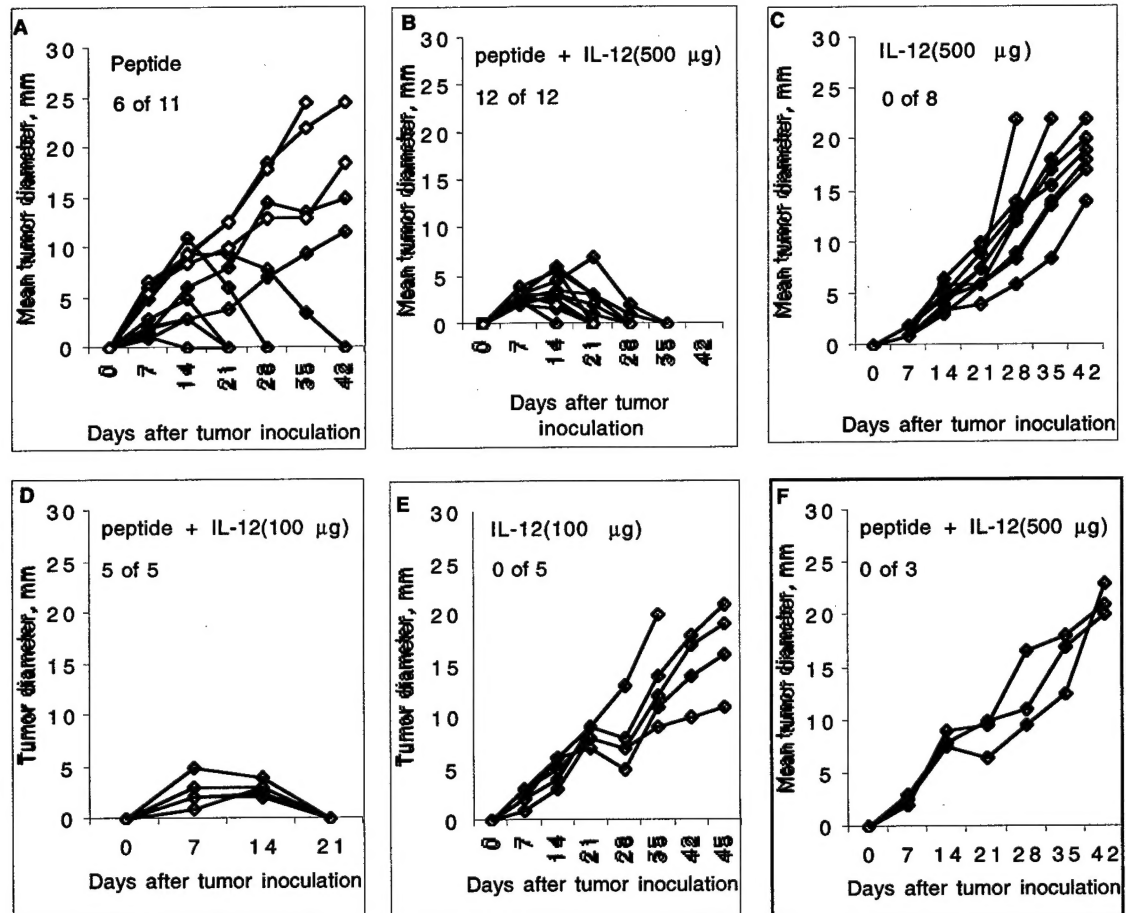 A
Peptide
6 of 11
Mean tumor diameter, mm
30
25
20
15
10
5
0
0 7 14 21 28 35 42
Days after tumor inoculation
B
peptide + IL-12(500 µg)
12 of 12
Mean tumor diameter, mm
30
25
20
15
10
5
0
0 7 14 21 28 35 42
Days after tumor
inoculation
C
IL-12(500 µg)
0 of 8
Mean tumor diameter, mm
30
25
20
15
10
5
0
0 7 14 21 28 35 42
Days after tumor inoculation
D
peptide + IL-12(100 µg)
5 of 5
Tumor diameter, mm
30
25
20
15
10
5
0
0 7 14 21
Days after tumor inoculation
E
IL-12(100 µg)
0 of 5
Tumor diameter, mm
30
25
20
15
10
5
0
0 7 14 21 28 35 42 45
Days after tumor inoculation
F
peptide + IL-12(500 µg)
0 of 3
Mean tumor diameter, mm
30
25
20
15
10
5
0
0 7 14 21 28 35 42
Days after tumor inoculation